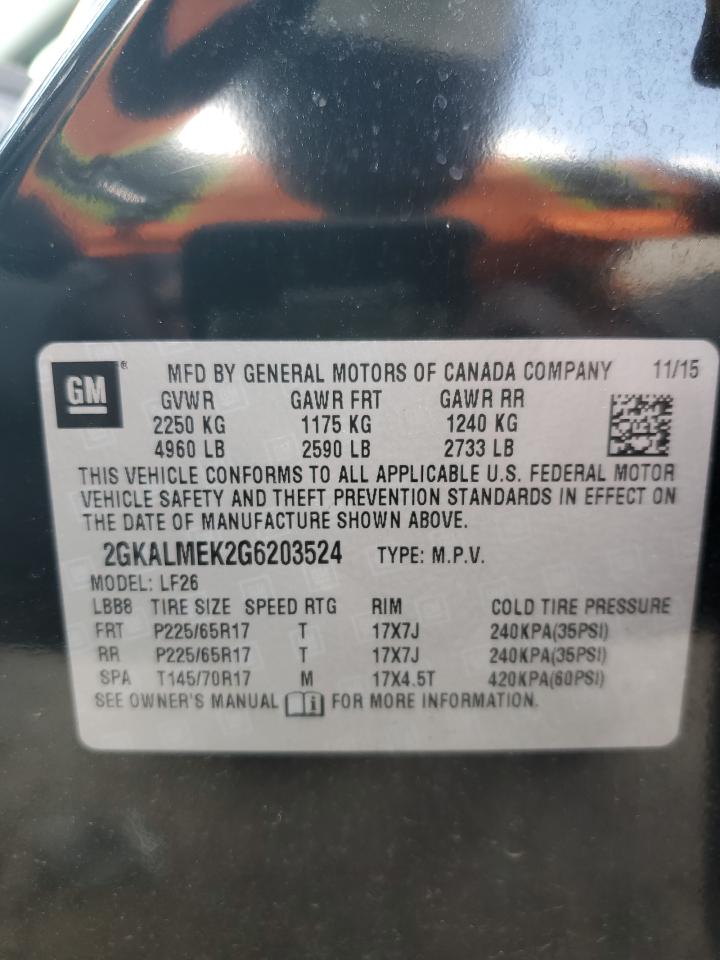 GM ® MFD BY GENERAL MOTORS OF CANADA COMPANY 11/15
GVWR GAWR FRT GAWR RR
2250 KG 1175 KG 1240 KG
4960 LB 2590 LB 2733 LB
THIS VEHICLE CONFORMS TO ALL APPLICABLE U.S. FEDERAL MOTOR
VEHICLE SAFETY AND THEFT PREVENTION STANDARDS IN EFFECT ON
THE DATE OF MANUFACTURE SHOWN ABOVE.
2GKALMEK2G6203524 TYPE: M.P.V.
MODEL: LF26
LBB8 TIRE SIZE SPEED RTG RIM COLD TIRE PRESSURE
FRT P225/65R17 T 17X7J 240KPA(35PSI)
RR P225/65R17 T 17X7J 240KPA(35PSI)
SPA T145/70R17 M 17X4.5T 420KPA(60PSI)
SEE OWNER'S MANUAL i FOR MORE INFORMATION.